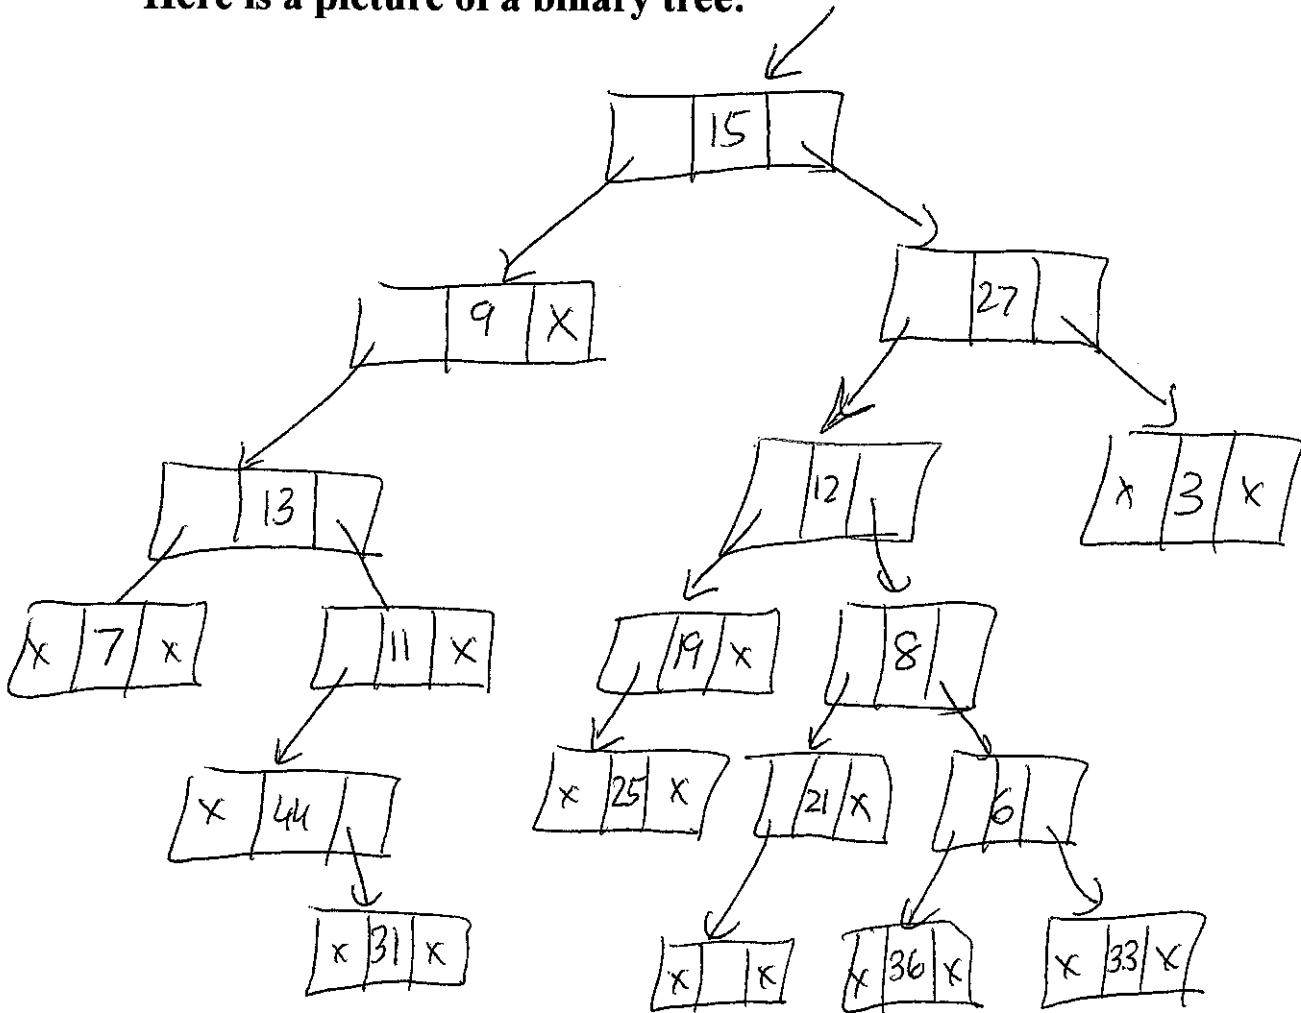 Here is a picture of a binary tree:
15
9 X
27
13
12
x 3 x
x 7 x
11 x
19 x
8
x 44
x 25 x
21 x
6
x 31 x
x x
x 36 x
x 33 x